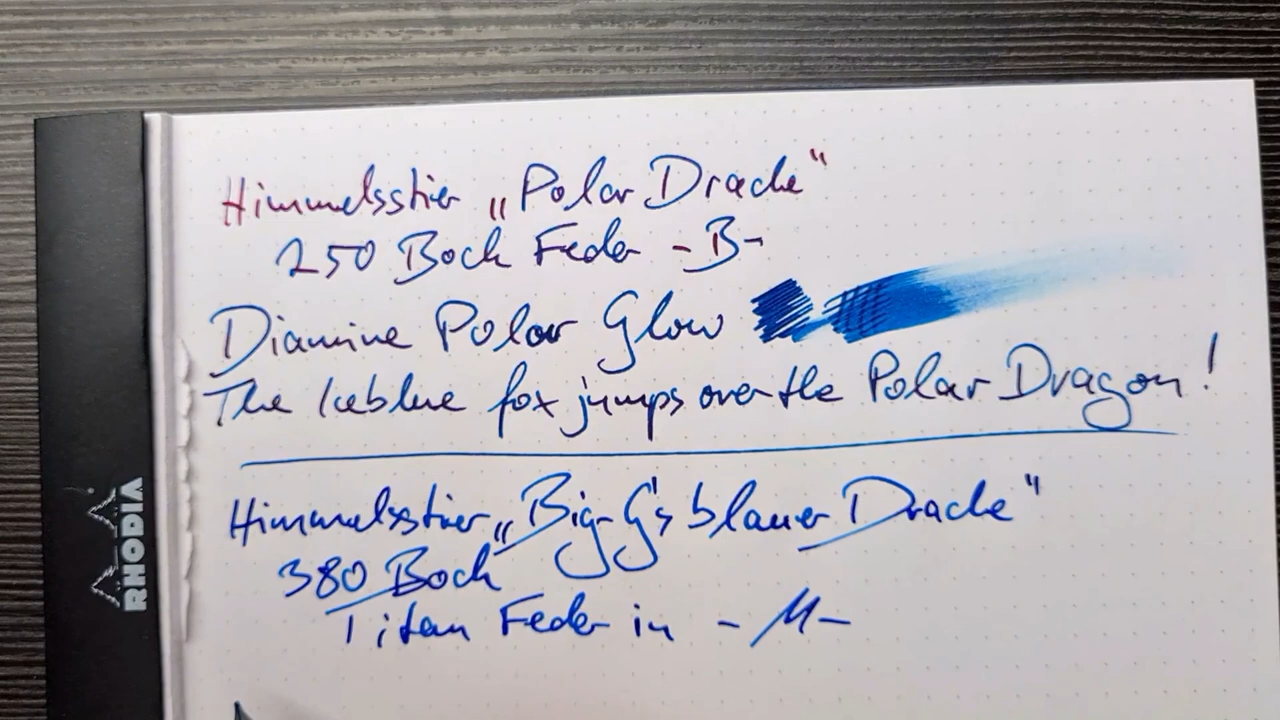 Himmelsstier „Polar Drache“
250 Bock Feder -B-
Diamine Polar Glow
The Iceblue fox jumps over the Polar Dragon!
Himmelsstier „Big-G's blauer Drache“
380 Bock
Titan Feder in -M-
RHODIA